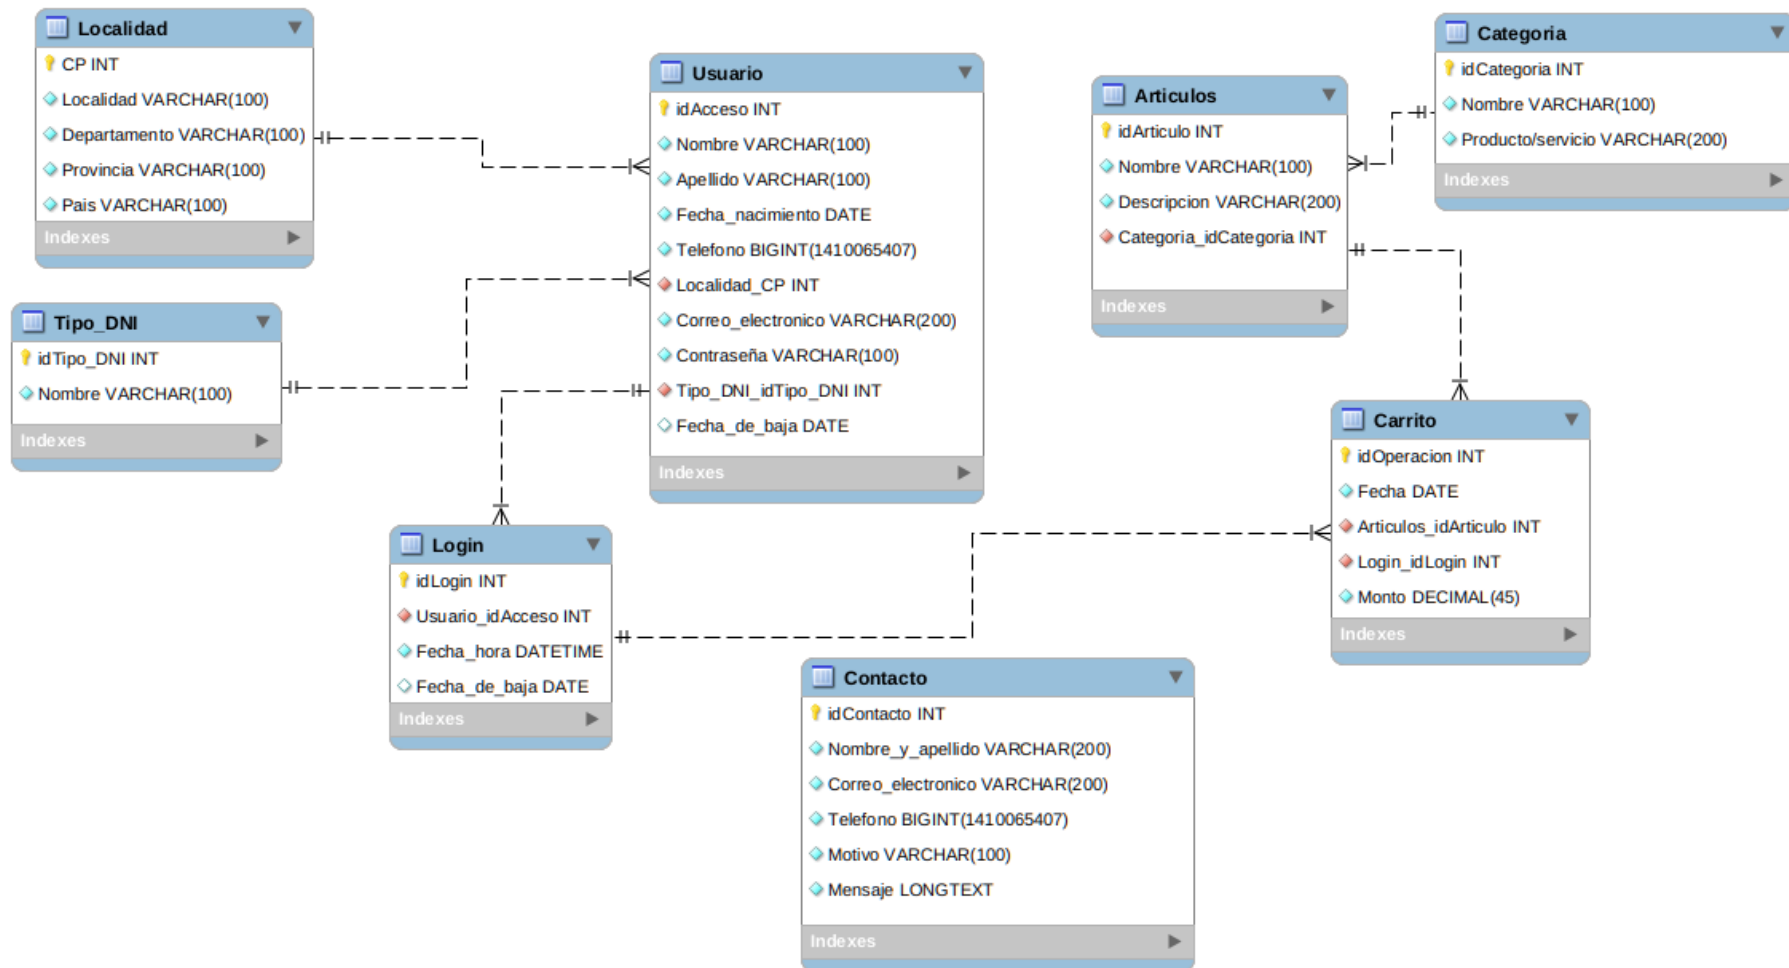 Localidad
CP INT
Localidad VARCHAR(100)
Departamento VARCHAR(100)
Provincia VARCHAR(100)
Pais VARCHAR(100)
Indexes
Tipo_DNI
idTipo_DNI INT
Nombre VARCHAR(100)
Indexes
Usuario
idAcceso INT
Nombre VARCHAR(100)
Apellido VARCHAR(100)
Fecha_nacimiento DATE
Telefono BIGINT(1410065407)
Localidad_CP INT
Correo_electronico VARCHAR(200)
Contraseña VARCHAR(100)
Tipo_DNI_idTipo_DNI INT
Fecha_de_baja DATE
Indexes
Login
idLogin INT
Usuario_idAcceso INT
Fecha_hora DATETIME
Fecha_de_baja DATE
Indexes
Articulos
idArticulo INT
Nombre VARCHAR(100)
Descripcion VARCHAR(200)
Categoria_idCategoria INT
Indexes
Categoria
idCategoria INT
Nombre VARCHAR(100)
Producto/servicio VARCHAR(200)
Indexes
Carrito
idOperacion INT
Fecha DATE
Articulos_idArticulo INT
Login_idLogin INT
Monto DECIMAL(45)
Indexes
Contacto
idContacto INT
Nombre_y_apellido VARCHAR(200)
Correo_electronico VARCHAR(200)
Telefono BIGINT(1410065407)
Motivo VARCHAR(100)
Mensaje LONGTEXT
Indexes